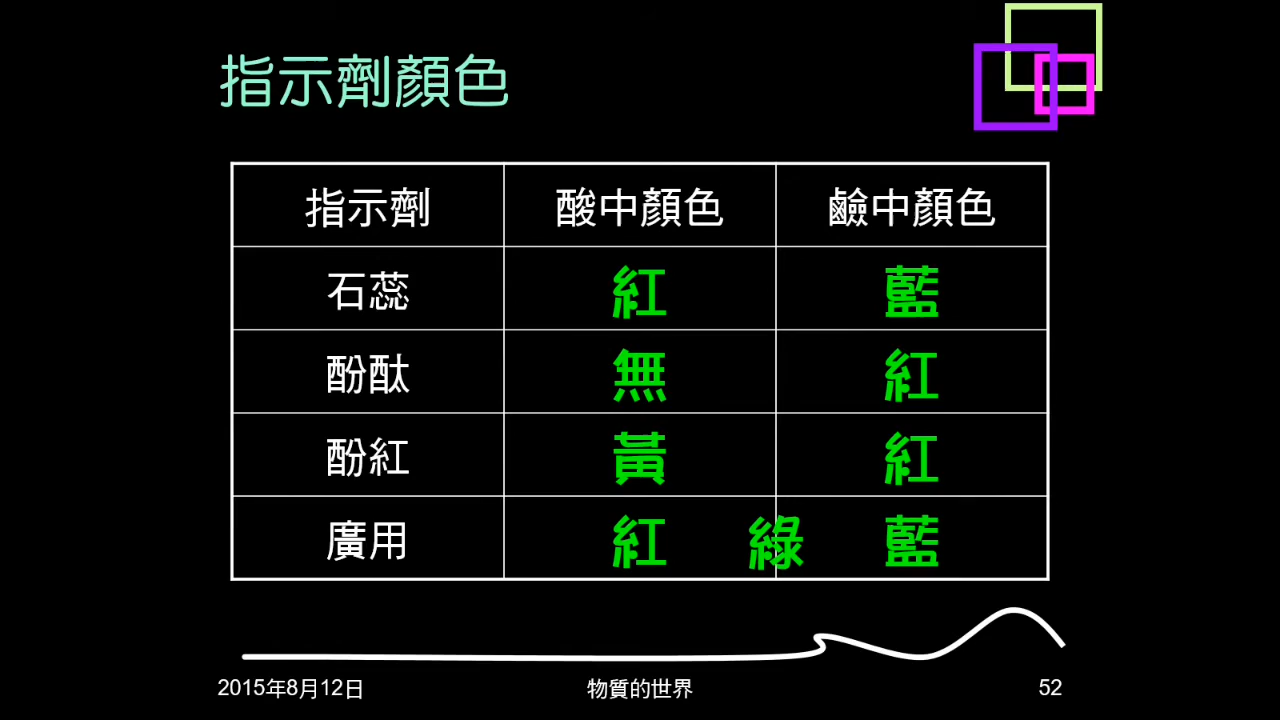 指示劑顏色
指示劑 酸中顏色 鹼中顏色
石蕊 紅 藍
酚酞 無 紅
酚紅 黃 紅
廣用 紅 綠 藍
2015年8月12日 物質的世界 52